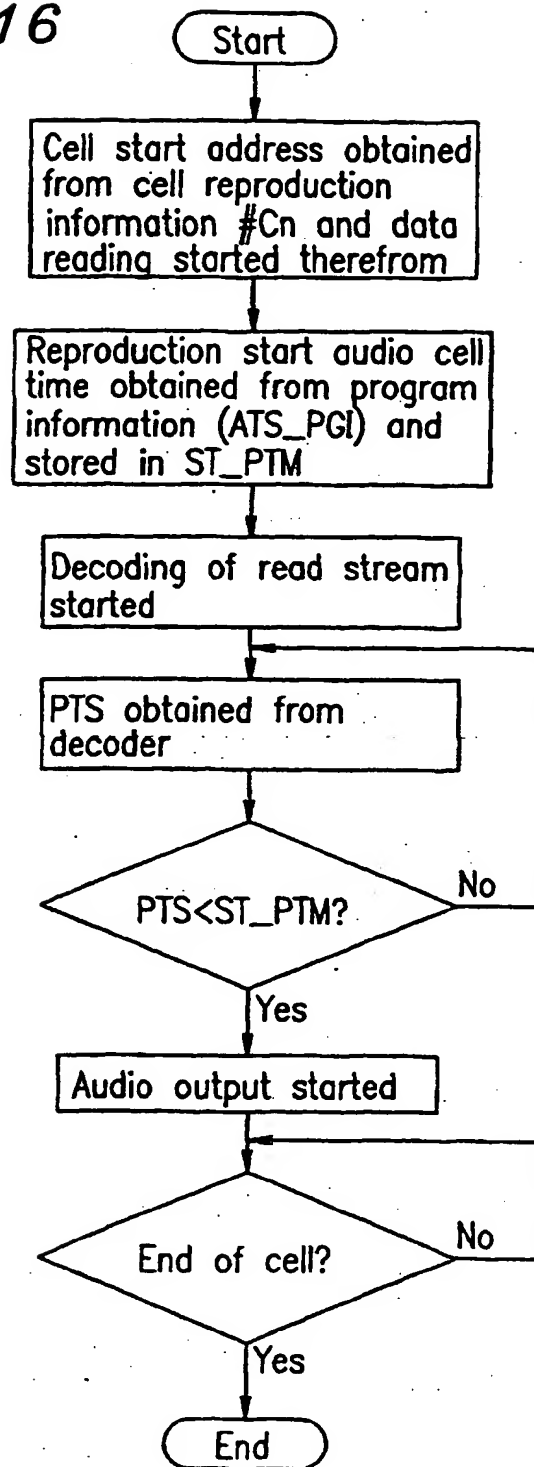 16
Start
Cell start address obtained
from cell reproduction
information #Cn and data
reading started therefrom
Reproduction start audio cell
time obtained from program
information (ATS_PGI) and
stored in ST_PTM
Decoding of read stream
started
PTS obtained from
decoder
PTS<ST_PTM?
No
Yes
Audio output started
End of cell?
No
Yes
End